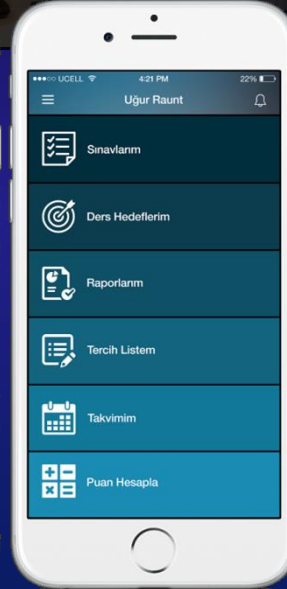 UCELL 4:21 PM 22%
Uğur Raunt
Sınavlarım
Ders Hedeflerim
Raporlarım
Tercih Listem
Takvimim
Puan Hesapla